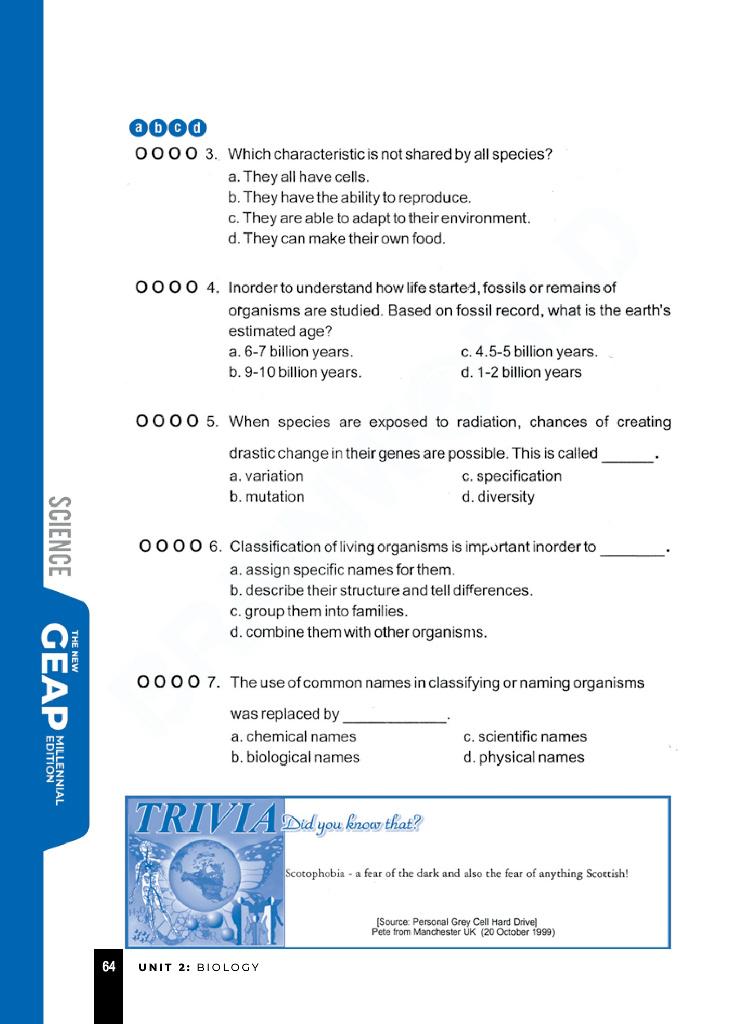 a b c d
O O O O 3. Which characteristic is not shared by all species?
a. They all have cells.
b. They have the ability to reproduce.
c. They are able to adapt to their environment.
d. They can make their own food.
O O O O 4. Inorder to understand how life started, fossils or remains of
organisms are studied. Based on fossil record, what is the earth's
estimated age?
a. 6-7 billion years. c. 4.5-5 billion years.
b. 9-10 billion years. d. 1-2 billion years
O O O O 5. When species are exposed to radiation, chances of creating
drastic change in their genes are possible. This is called ______.
a. variation c. specification
b. mutation d. diversity
O O O O 6. Classification of living organisms is important inorder to ________.
a. assign specific names for them.
b. describe their structure and tell differences.
c. group them into families.
d. combine them with other organisms.
O O O O 7. The use of common names in classifying or naming organisms
was replaced by _____________.
a. chemical names c. scientific names
b. biological names d. physical names
SCIENCE
THE NEW
GEAP
MILLENNIAL
EDITION
TRIVIA Did you know that?
Scotophobia - a fear of the dark and also the fear of anything Scottish!
[Source: Personal Grey Cell Hard Drive]
Pete from Manchester UK (20 October 1999)
64 UNIT 2: BIOLOGY